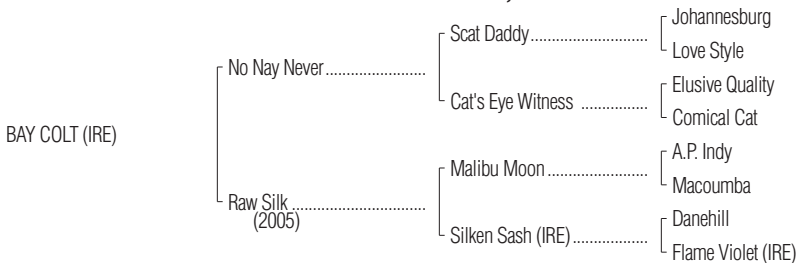 Johannesburg
Scat Daddy..............................
Love Style
No Nay Never.........................
Elusive Quality
Cat's Eye Witness ................
Comical Cat
BAY COLT (IRE)
A.P. Indy
Malibu Moon.........................
Macoumba
Raw Silk .................................
(2005)
Danehill
Silken Sash (IRE)...................
Flame Violet (IRE)